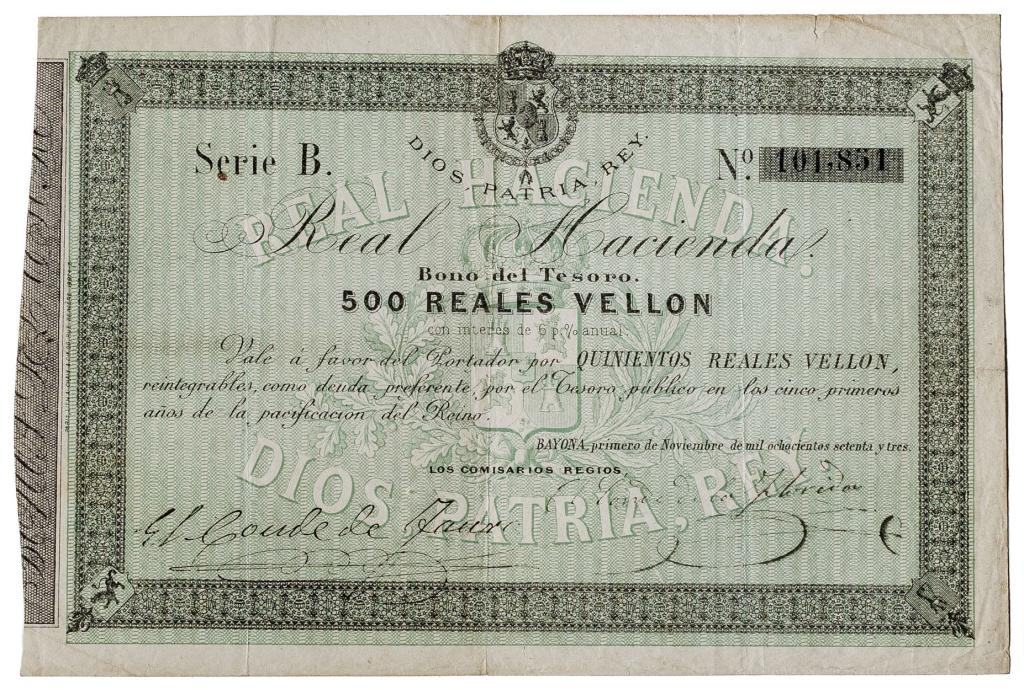 Serie B.
DIOS, PATRIA, REY.
Nº. 101,851
REAL HACIENDA.
Real Hacienda.
Bono del Tesoro.
500 REALES VELLON
con interés de 6 p.% anual.
Vale á favor del Portador por QUINIENTOS REALES VELLON,
reintegrables, como deuda preferente, por el Tesoro público en los cinco primeros
años de la pacificacion del Reino.
BAYONA, primero de Noviembre de mil ochocientos setenta y tres.
LOS COMISARIOS REGIOS,
DIOS, PATRIA, REY
El Conde de